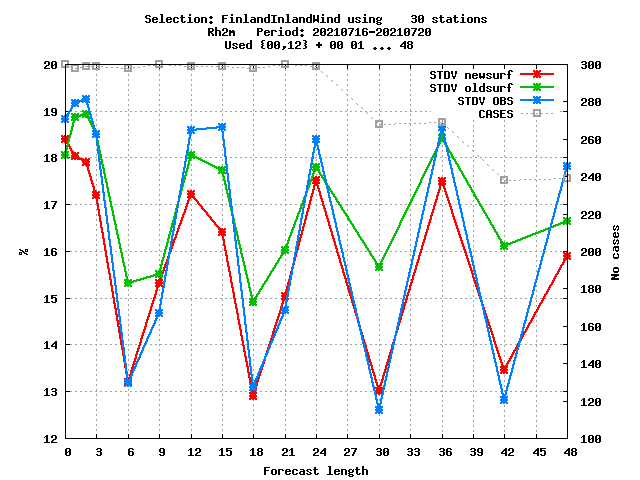 Selection: FinlandInlandWind using    30 stations
Rh2m   Period: 20210716-20210720
Used {00,12} + 00 01 ... 48
STDV newsurf
STDV oldsurf
STDV OBS
CASES
%
20
19
18
17
16
15
14
13
12
300
280
260
240
220
200
180
160
140
120
100
No cases
0 3 6 9 12 15 18 21 24 27 30 33 36 39 42 45 48
Forecast length